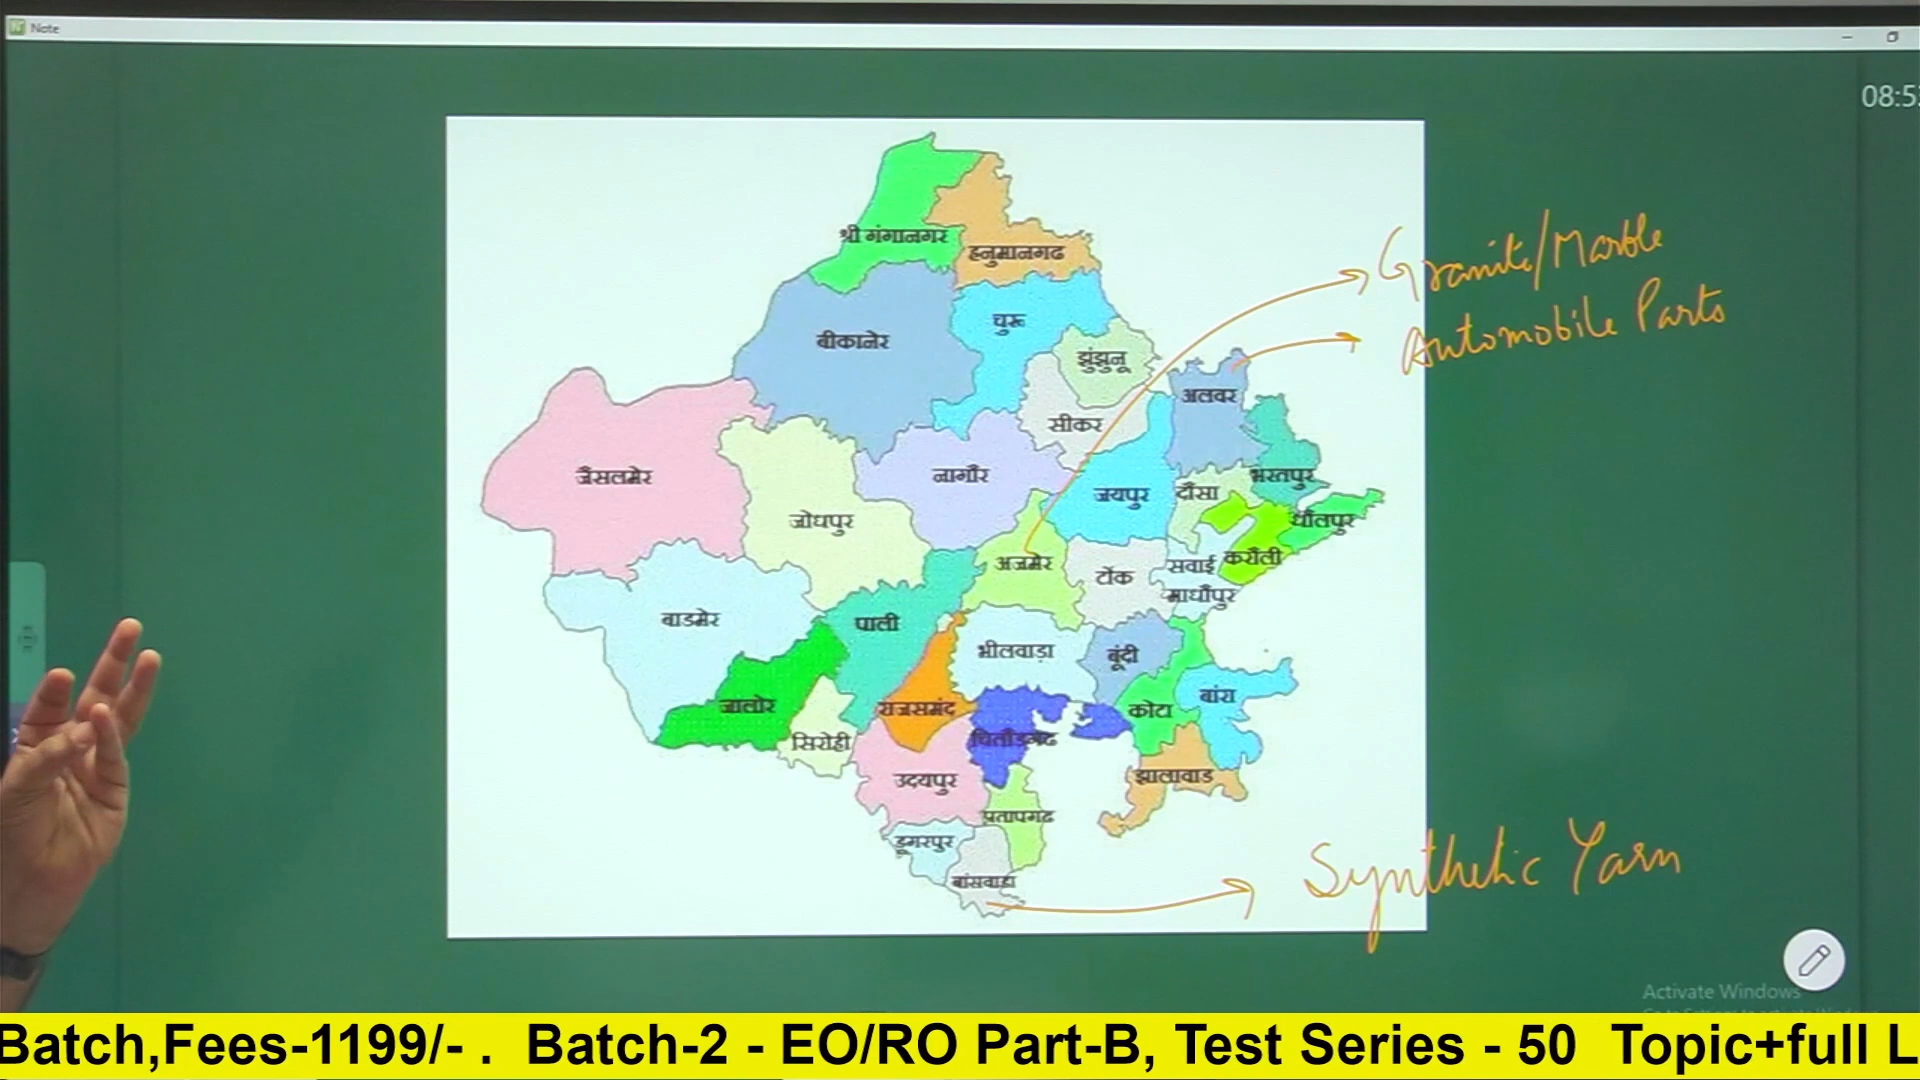 Note
08:5
श्री गंगानगर
हनुमानगढ
चुरू
बीकानेर
झुंझुनू
अलवर
सीकर
जैसलमेर
नागौर
जयपुर
दौसा
भरतपुर
जोधपुर
धौलपुर
अजमेर
टोंक
सवाई
माधौपुर
करौली
बाडमेर
पाली
भीलवाड़ा
बूंदी
बांरा
जालोर
राजसमंद
कोटा
सिरोही
चितौडगढ
उदयपुर
झालावाड
प्रतापगढ
डूगरपुर
बांसवाडा
Granite/Marble
Automobile Parts
Synthetic Yarn
Activate Windows
Batch,Fees-1199/- . Batch-2 - EO/RO Part-B, Test Series - 50 Topic+full L